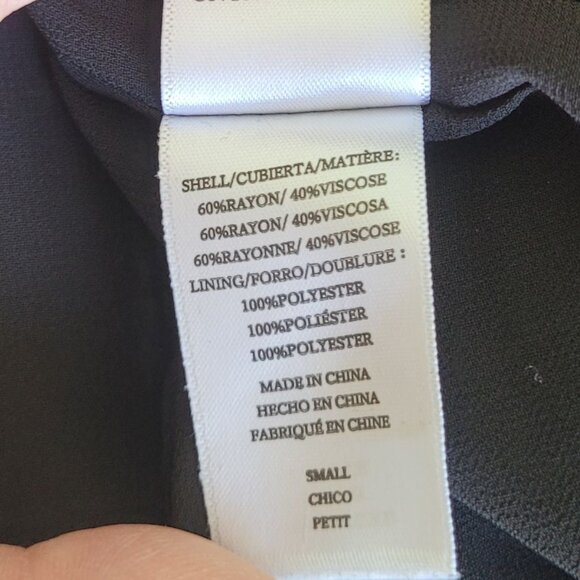 SHELL/CUBIERTA/MATIÈRE:
60%RAYON/ 40%VISCOSE
60%RAYON/ 40%VISCOSA
60%RAYONNE/ 40%VISCOSE
LINING/FORRO/DOUBLURE :
100%POLYESTER
100%POLIÉSTER
100%POLYESTER
MADE IN CHINA
HECHO EN CHINA
FABRIQUÉ EN CHINE
SMALL
CHICO
PETIT